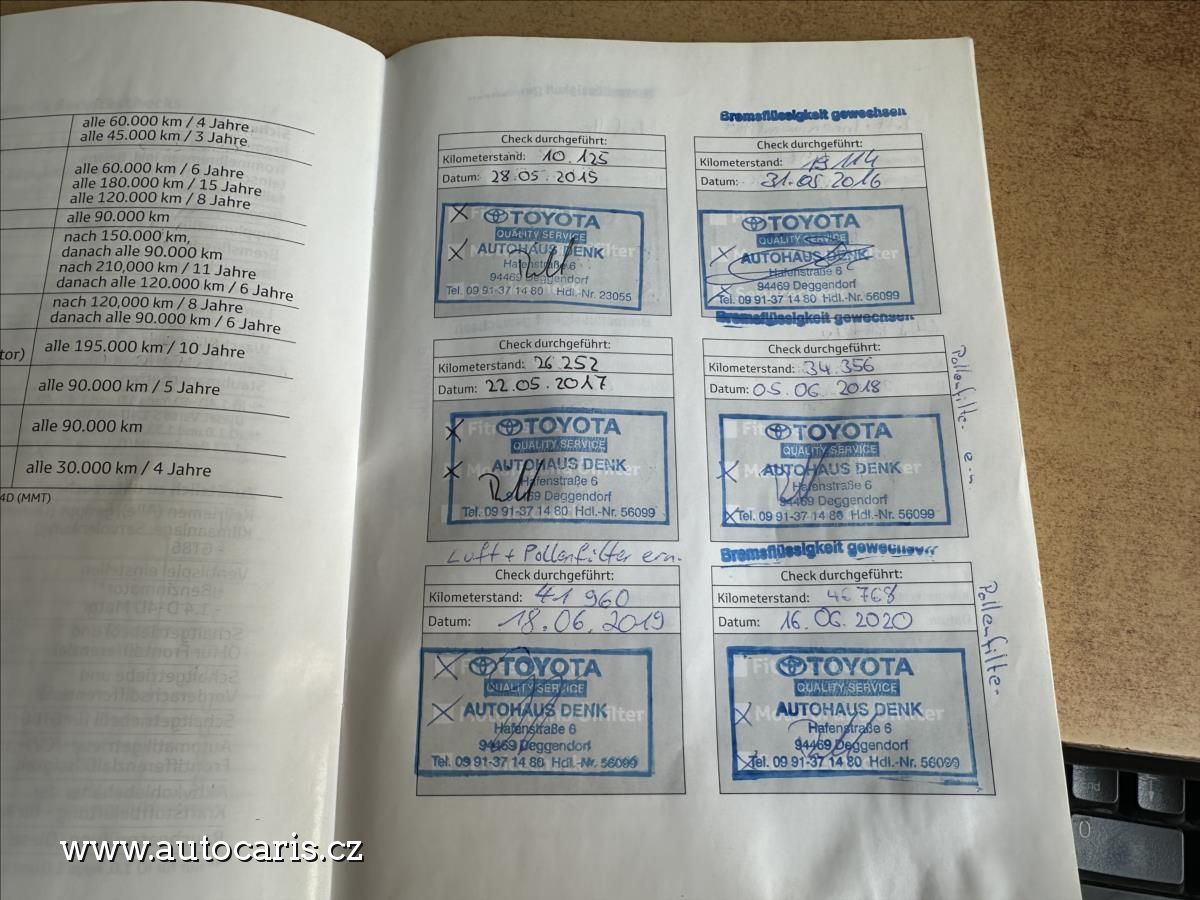 alle 60.000 km / 4 Jahre
alle 45.000 km / 3 Jahre
alle 60.000 km / 6 Jahre
alle 180.000 km / 15 Jahre
alle 120.000 km / 8 Jahre
alle 90.000 km
nach 150.000 km,
danach alle 90.000 km
nach 210,000 km / 11 Jahre
danach alle 120.000 km / 6 Jahre
nach 120,000 km / 8 Jahre
danach alle 90.000 km / 6 Jahre
tor) alle 195.000 km / 10 Jahre
alle 90.000 km / 5 Jahre
alle 90.000 km
alle 30.000 km / 4 Jahre
4D (MMT)
Check durchgeführt:
Kilometerstand: 10.125
Datum: 28.05.2015
TOYOTA
QUALITY SERVICE
AUTOHAUS DENK
Hafenstraße 6
94469 Deggendorf
Tel. 09 91-37 14 80 Hdl.-Nr. 23055
Bremsflüssigkeit gewechsen
Check durchgeführt:
Kilometerstand: 19 114
Datum: 31.05 2016
TOYOTA
QUALITY SERVICE
AUTOHAUS DENK
Hafenstraße 6
94469 Deggendorf
Tel. 09 91-37 14 80 Hdl.-Nr. 56099
Check durchgeführt:
Kilometerstand: 26 252
Datum: 22.05.2017
TOYOTA
QUALITY SERVICE
AUTOHAUS DENK
Hafenstraße 6
94469 Deggendorf
Tel. 09 91-37 14 80 Hdl.-Nr. 56099
Bremsflüssigkeit gewechsen
Check durchgeführt:
Kilometerstand: 34.356
Datum: 05.06.2018
TOYOTA
QUALITY SERVICE
AUTOHAUS DENK
Hafenstraße 6
94469 Deggendorf
Tel. 09 91-37 14 80 Hdl.-Nr. 56099
Pollenfilter
Luft + Pollenfilter ern.
Check durchgeführt:
Kilometerstand: 41 960
Datum: 18.06.2019
TOYOTA
QUALITY SERVICE
AUTOHAUS DENK
Hafenstraße 6
94469 Deggendorf
Tel. 09 91-37 14 80 Hdl.-Nr. 56099
Bremsflüssigkeit
Check durchgeführt:
Kilometerstand: 46768
Datum: 16.06.2020
TOYOTA
QUALITY SERVICE
AUTOHAUS DENK
Hafenstraße 6
94469 Deggendorf
Tel. 09 91-37 14 80 Hdl.-Nr. 56099
Pollenfilter
www.autocaris.cz